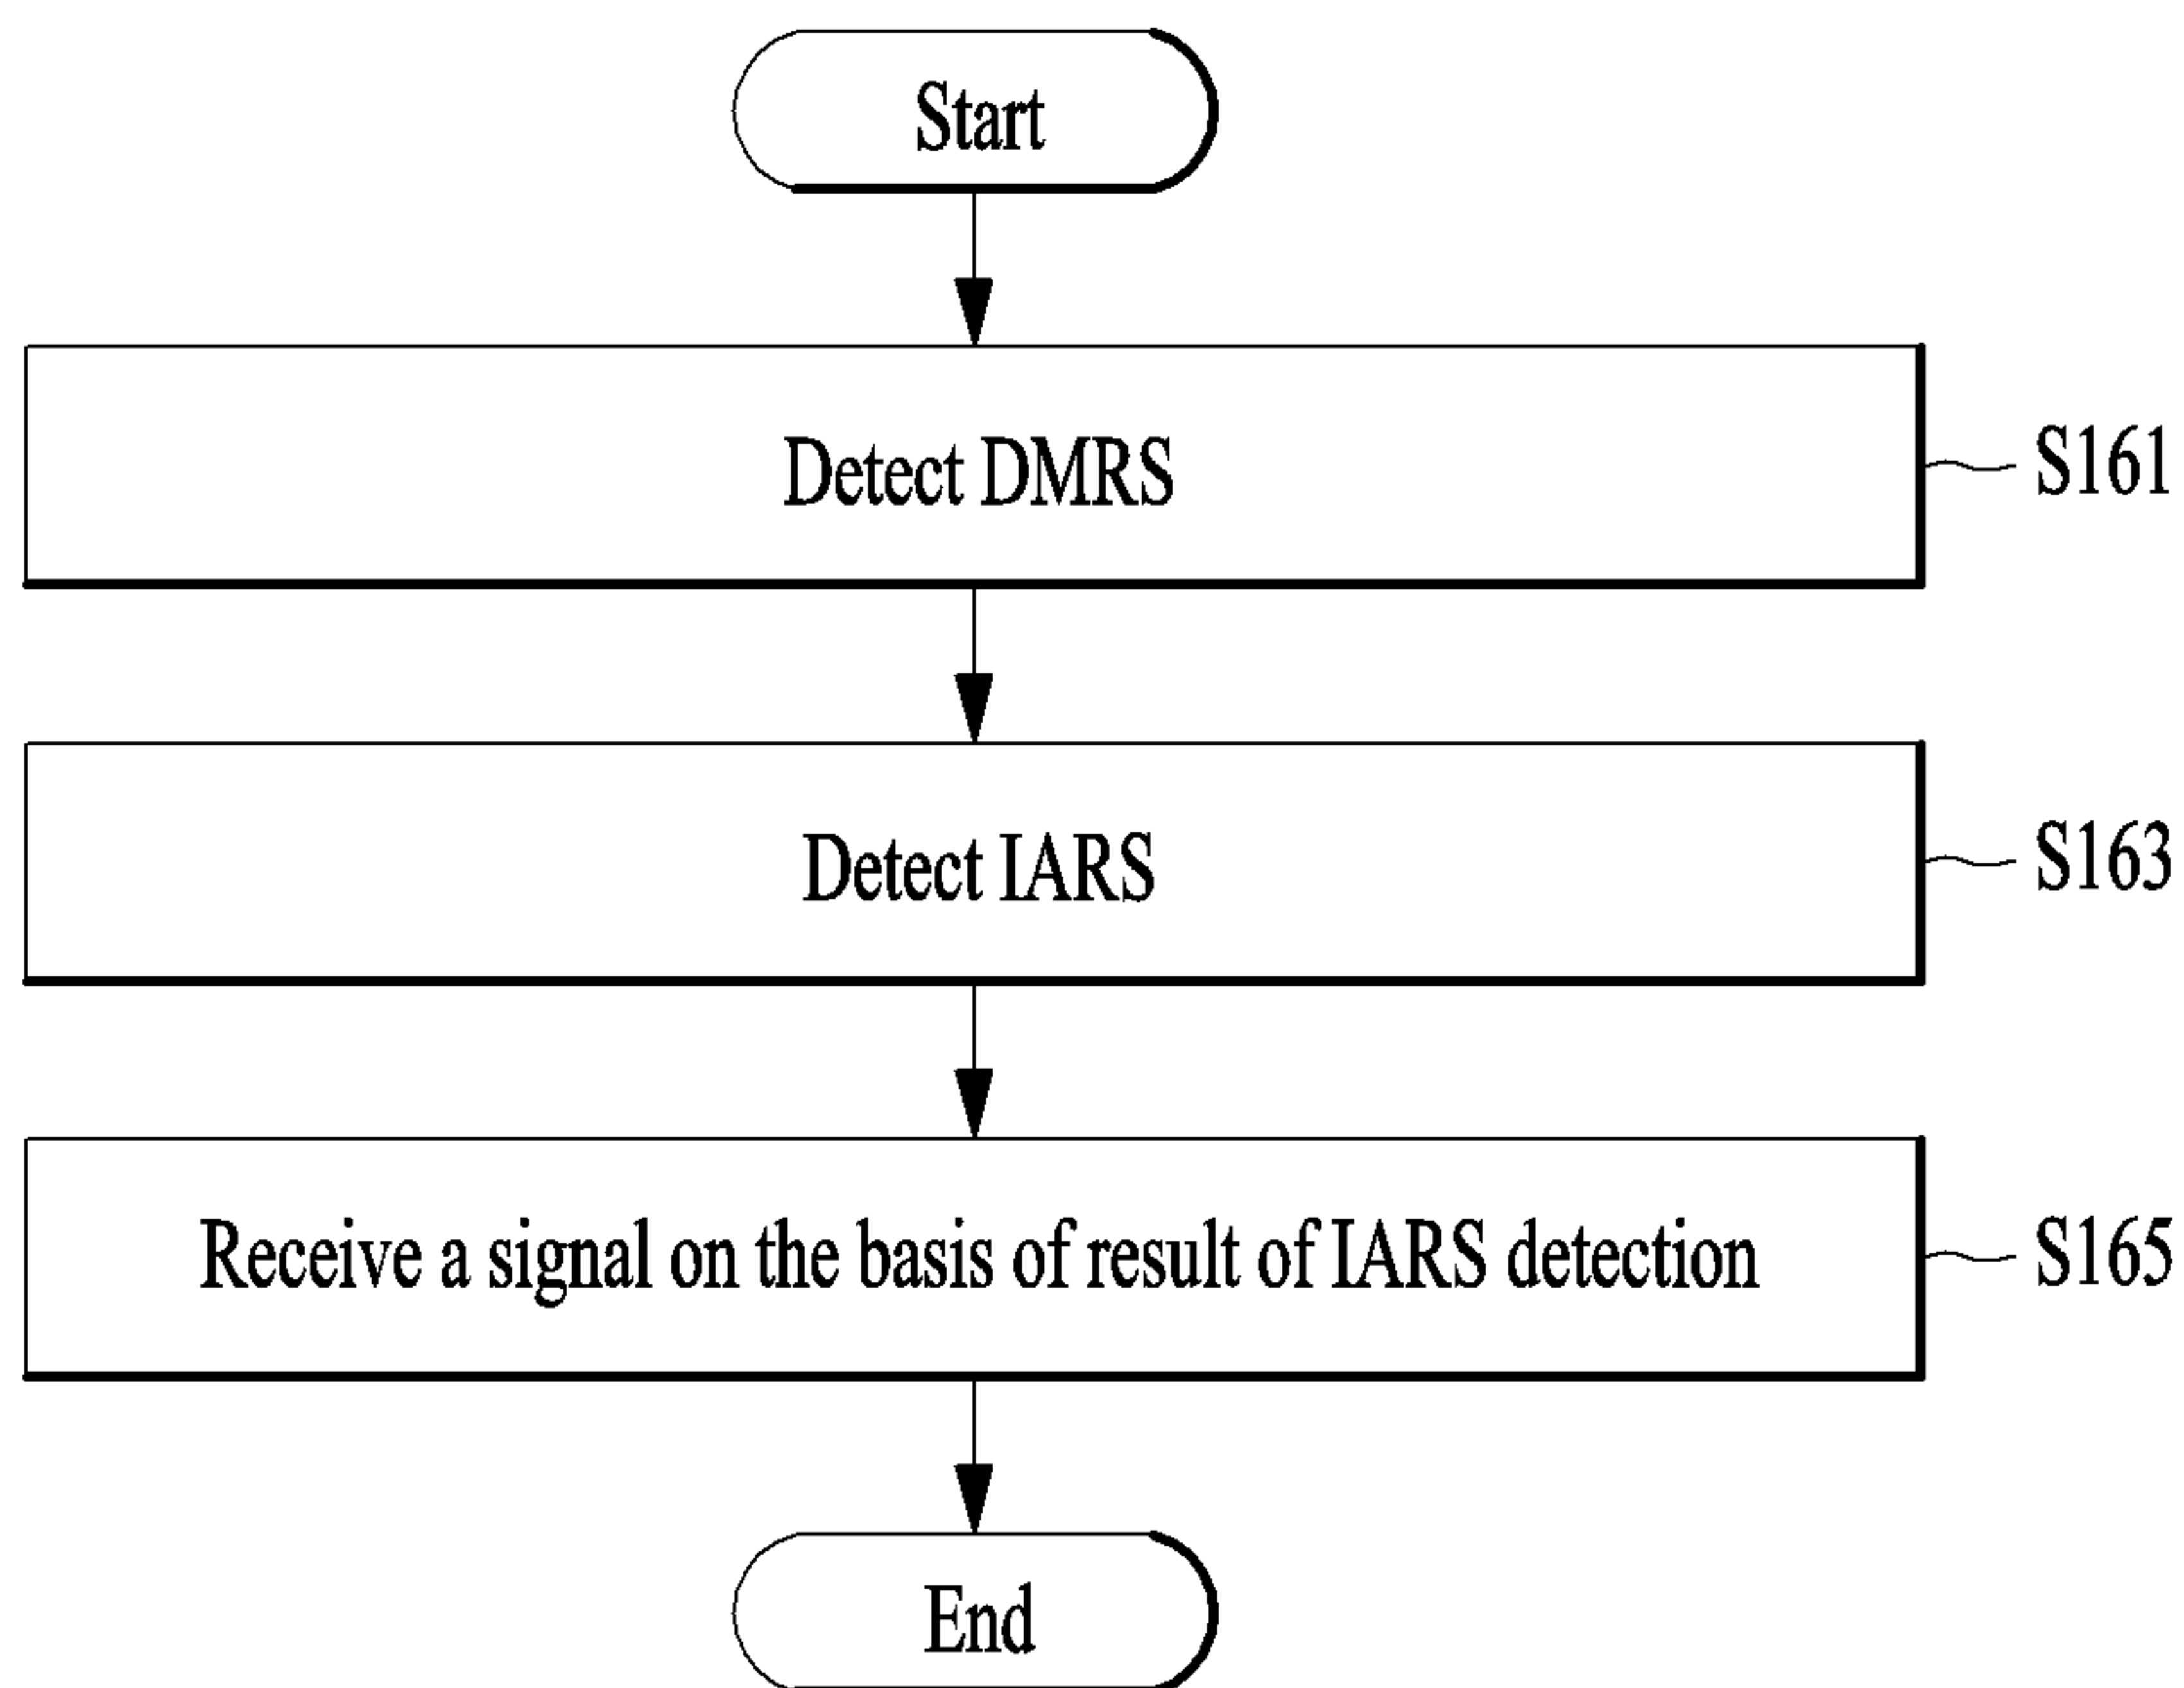 Start
Detect DMRS
S161
Detect IARS
S163
Receive a signal on the basis of result of IARS detection
S165
End